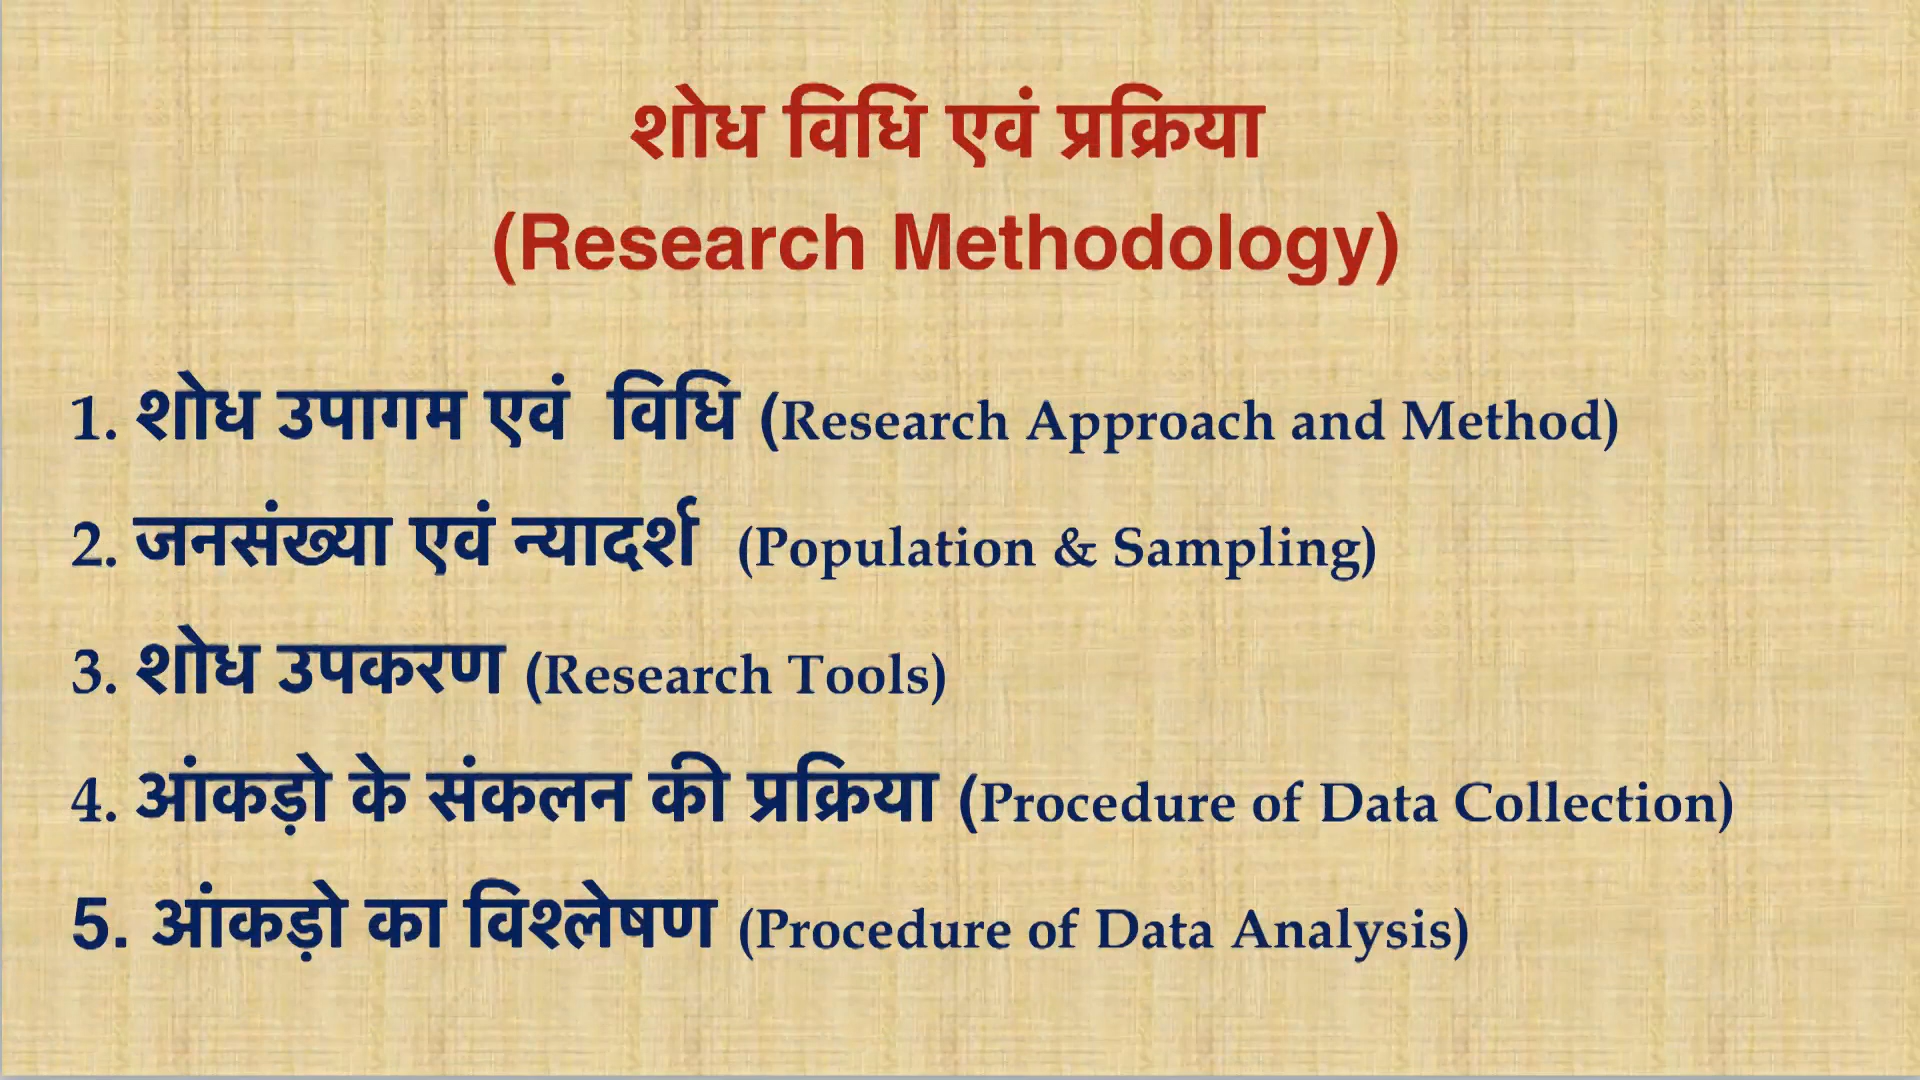 शोध विधि एवं प्रक्रिया
(Research Methodology)
1. शोध उपागम एवं विधि (Research Approach and Method)
2. जनसंख्या एवं न्यादर्श (Population & Sampling)
3. शोध उपकरण (Research Tools)
4. आंकड़ो के संकलन की प्रक्रिया (Procedure of Data Collection)
5. आंकड़ो का विश्लेषण (Procedure of Data Analysis)